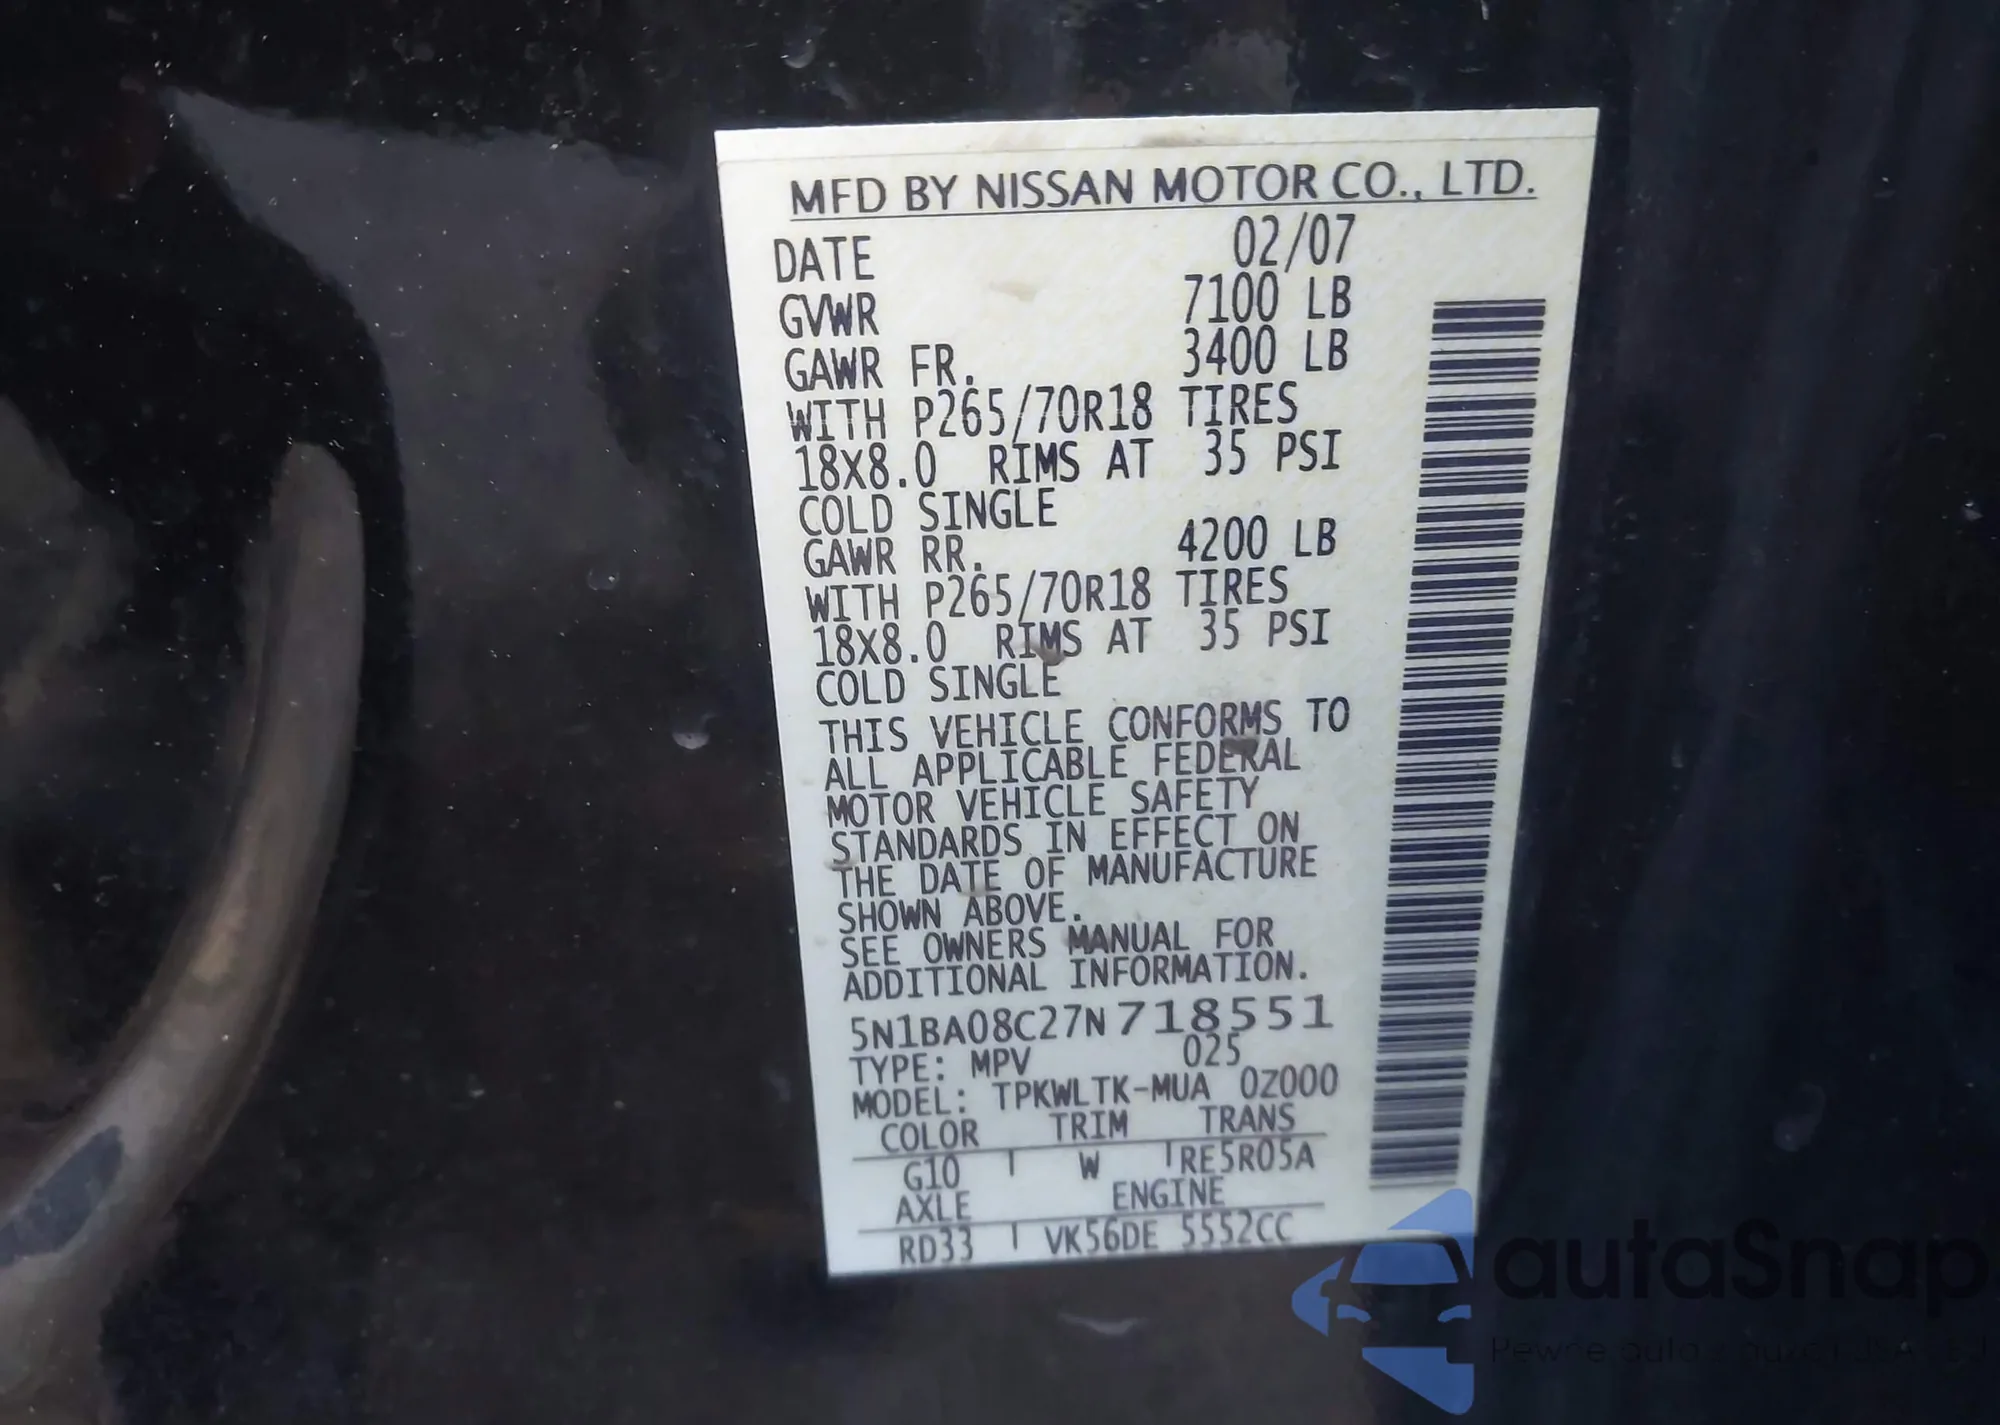 MFD BY NISSAN MOTOR CO., LTD.
DATE 02/07
GVWR 7100 LB
GAWR FR. 3400 LB
WITH P265/70R18 TIRES
18X8.0 RIMS AT 35 PSI
COLD SINGLE
GAWR RR. 4200 LB
WITH P265/70R18 TIRES
18X8.0 RIMS AT 35 PSI
COLD SINGLE
THIS VEHICLE CONFORMS TO
ALL APPLICABLE FEDERAL
MOTOR VEHICLE SAFETY
STANDARDS IN EFFECT ON
THE DATE OF MANUFACTURE
SHOWN ABOVE.
SEE OWNERS MANUAL FOR
ADDITIONAL INFORMATION.
5N1BA08C27N718551
TYPE: MPV 025
MODEL: TPKWLTK-MUA 0Z000
COLOR TRIM TRANS
G10 W RE5R05A
AXLE ENGINE
RD33 VK56DE 5552CC
autaSnap
Pewne auta z